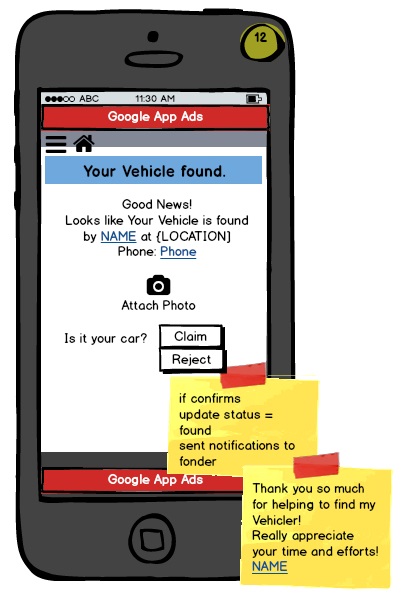 12
ABC 11:30 AM
Google App Ads
Your Vehicle found.
Good News!
Looks like Your Vehicle is found
by NAME at {LOCATION]
Phone: Phone
Attach Photo
Is it your car? Claim
Reject
if confirms
update status =
found
sent notifications to
fonder
Google App Ads
Thank you so much
for helping to find my
Vehicler!
Really appreciate
your time and efforts!
NAME